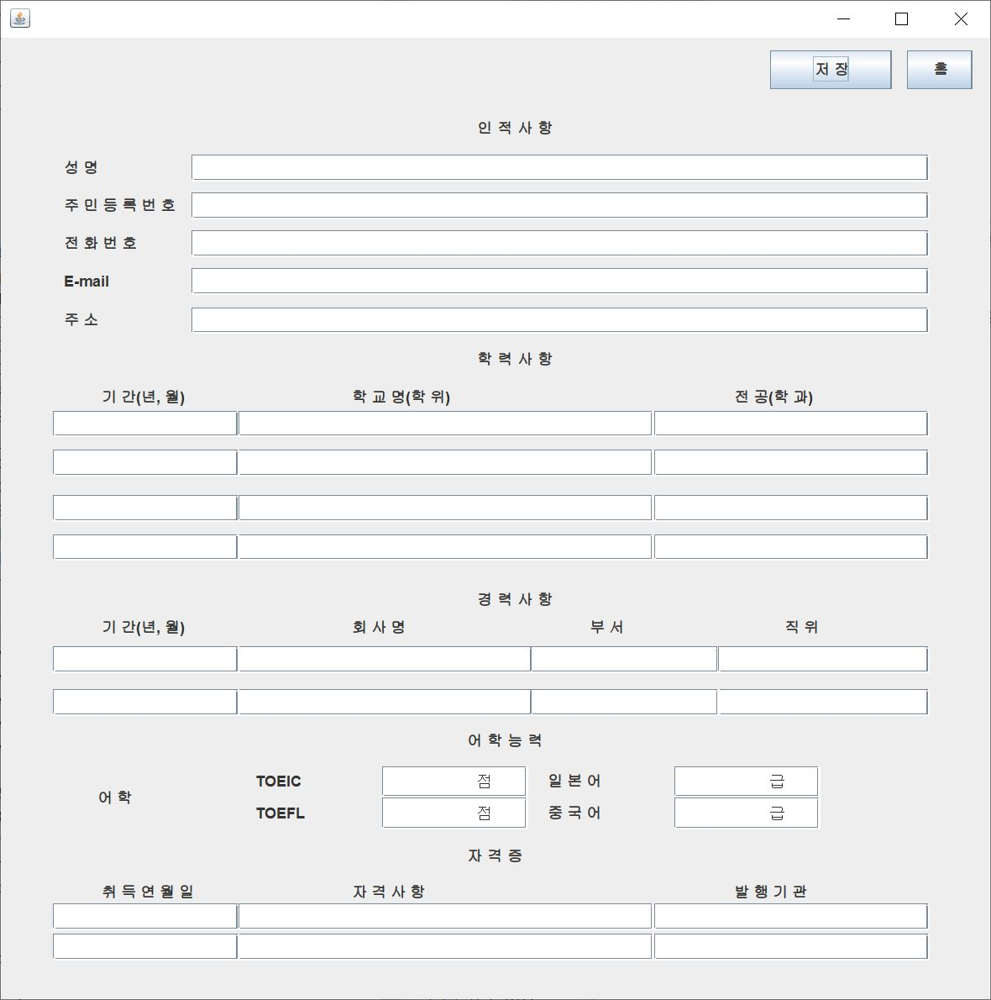 저 장 홈
인 적 사 항
성 명
주 민 등 록 번 호
전 화 번 호
E-mail
주 소
학 력 사 항
기 간(년, 월) 학 교 명(학 위) 전 공(학 과)
경 력 사 항
기 간(년, 월) 회 사 명 부 서 직 위
어 학 능 력
어 학
TOEIC 점 일 본 어 급
TOEFL 점 중 국 어 급
자 격 증
취 득 연 월 일 자 격 사 항 발 행 기 관